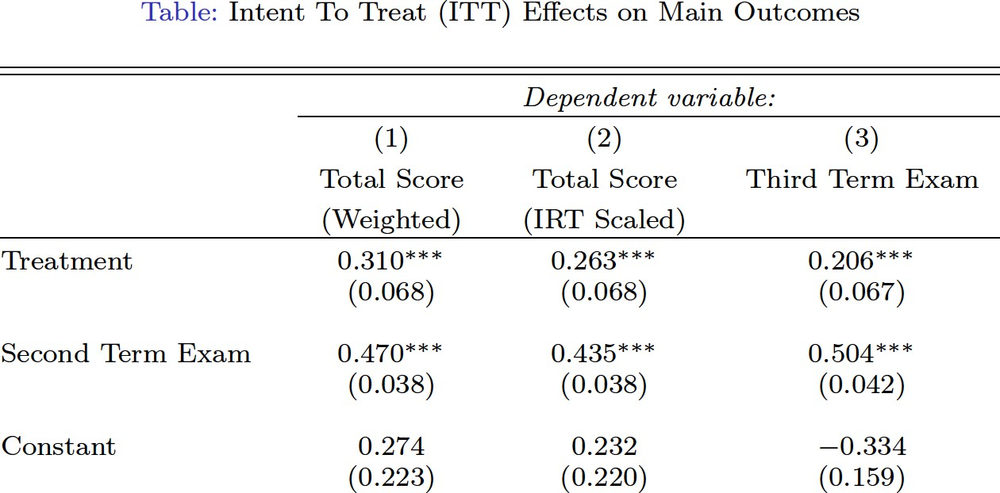 Table: Intent To Treat (ITT) Effects on Main Outcomes
Dependent variable:
(1) (2) (3)
Total Score Total Score Third Term Exam
(Weighted) (IRT Scaled)
Treatment 0.310*** 0.263*** 0.206***
(0.068) (0.068) (0.067)
Second Term Exam 0.470*** 0.435*** 0.504***
(0.038) (0.038) (0.042)
Constant 0.274 0.232 −0.334
(0.223) (0.220) (0.159)